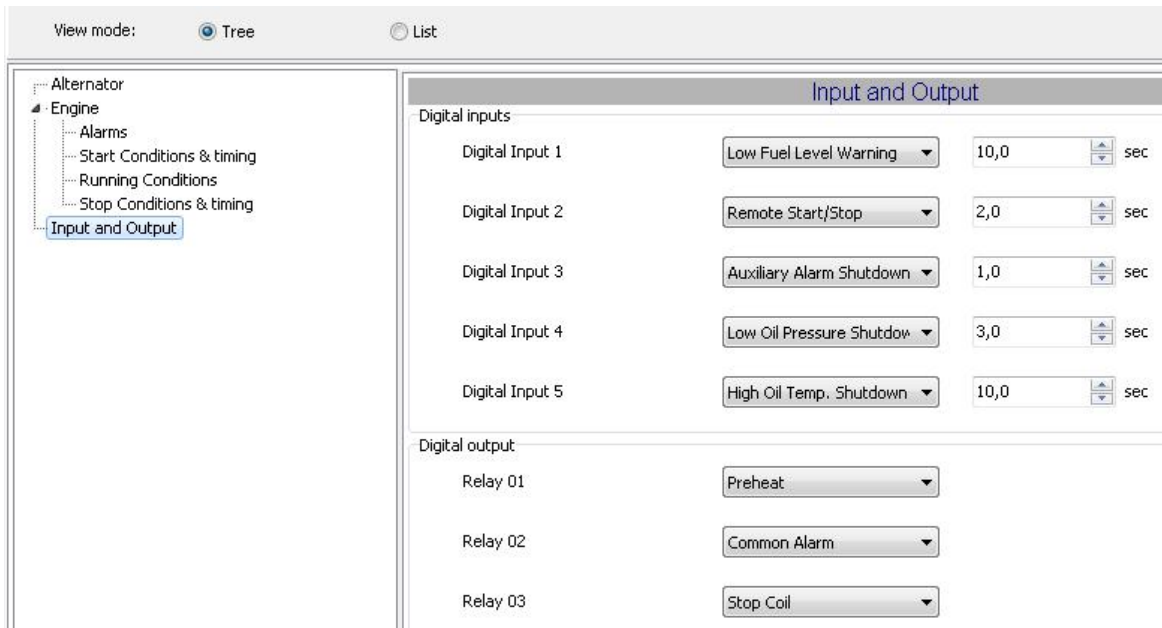 View mode: Tree List
Alternator
Engine
Alarms
Start Conditions & timing
Running Conditions
Stop Conditions & timing
Input and Output
Input and Output
Digital inputs
Digital Input 1 Low Fuel Level Warning 10,0 sec
Digital Input 2 Remote Start/Stop 2,0 sec
Digital Input 3 Auxiliary Alarm Shutdown 1,0 sec
Digital Input 4 Low Oil Pressure Shutdow 3,0 sec
Digital Input 5 High Oil Temp. Shutdown 10,0 sec
Digital output
Relay 01 Preheat
Relay 02 Common Alarm
Relay 03 Stop Coil